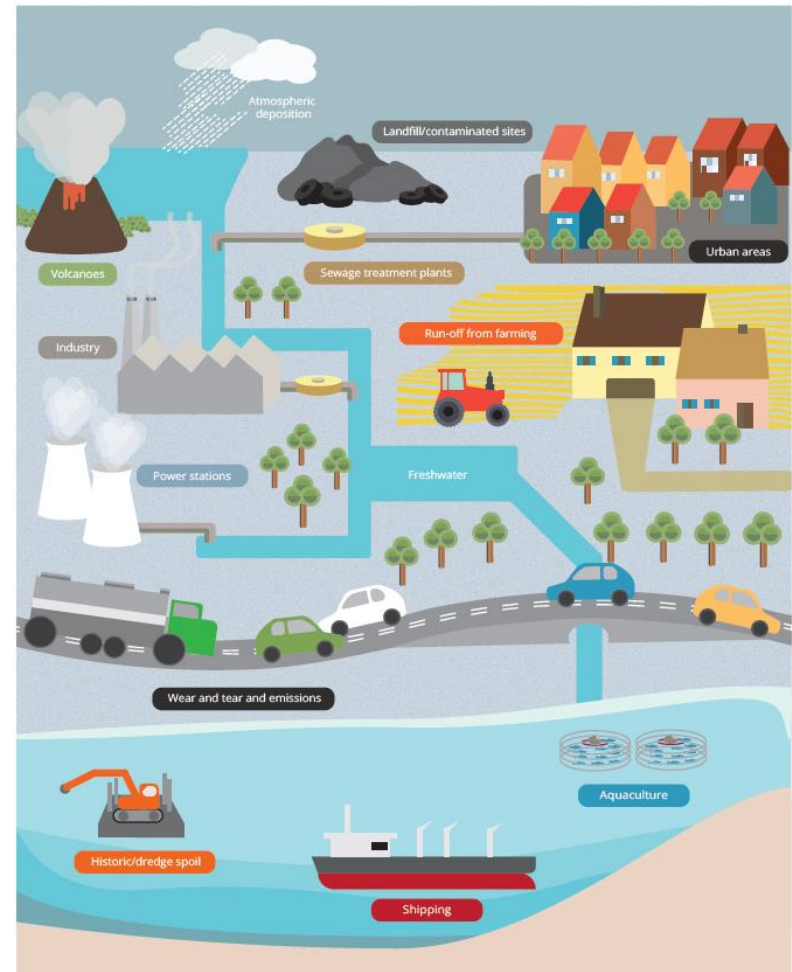 Atmospheric
deposition
Landfill/contaminated sites
Urban areas
Volcanoes
Sewage treatment plants
Run-off from farming
Industry
Power stations
Freshwater
Wear and tear and emissions
Aquaculture
Historic/dredge spoil
Shipping